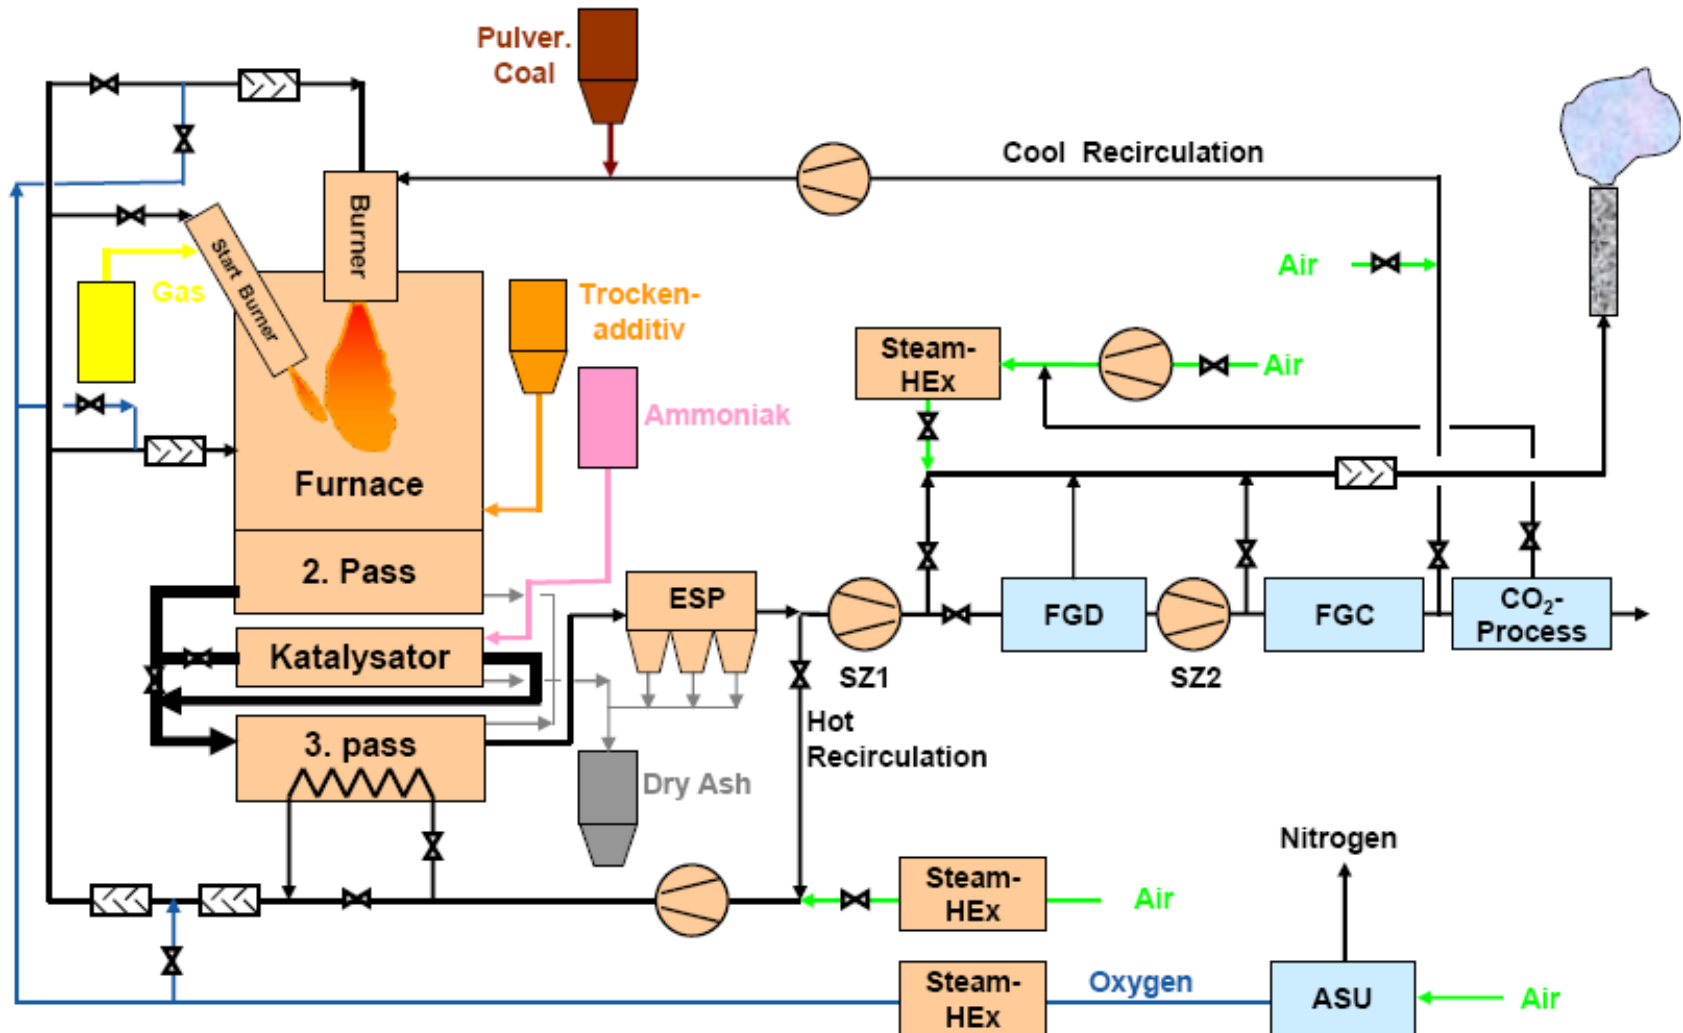 Pulver.
Coal
Cool Recirculation
Burner
Start Burner
Gas
Air
Trocken-
additiv
Steam-
HEx
Air
Ammoniak
Furnace
2. Pass
ESP
FGD
FGC
CO₂-
Process
Katalysator
SZ1
SZ2
3. pass
Hot
Recirculation
Dry Ash
Nitrogen
Steam-
HEx
Air
Steam-
HEx
Oxygen
ASU
Air